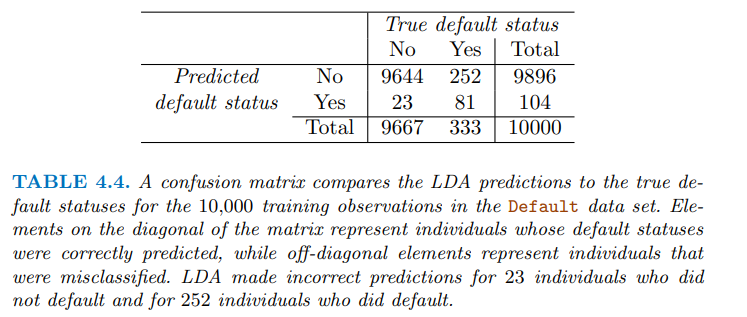 True default status
No Yes Total
Predicted No 9644 252 9896
default status Yes 23 81 104
Total 9667 333 10000
TABLE 4.4. A confusion matrix compares the LDA predictions to the true de-
fault statuses for the 10,000 training observations in the Default data set. Ele-
ments on the diagonal of the matrix represent individuals whose default statuses
were correctly predicted, while off-diagonal elements represent individuals that
were misclassified. LDA made incorrect predictions for 23 individuals who did
not default and for 252 individuals who did default.